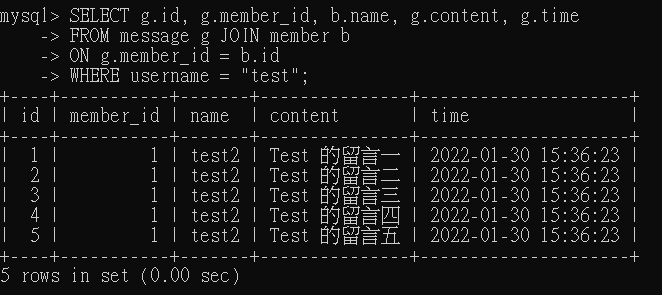 mysql> SELECT g.id, g.member_id, b.name, g.content, g.time
    -> FROM message g JOIN member b
    -> ON g.member_id = b.id
    -> WHERE username = "test";
+----+-----------+-------+--------------+---------------------+
| id | member_id | name | content | time |
+----+-----------+-------+--------------+---------------------+
| 1 | 1 | test2 | Test 的留言一 | 2022-01-30 15:36:23 |
| 2 | 1 | test2 | Test 的留言二 | 2022-01-30 15:36:23 |
| 3 | 1 | test2 | Test 的留言三 | 2022-01-30 15:36:23 |
| 4 | 1 | test2 | Test 的留言四 | 2022-01-30 15:36:23 |
| 5 | 1 | test2 | Test 的留言五 | 2022-01-30 15:36:23 |
+----+-----------+-------+--------------+---------------------+
5 rows in set (0.00 sec)